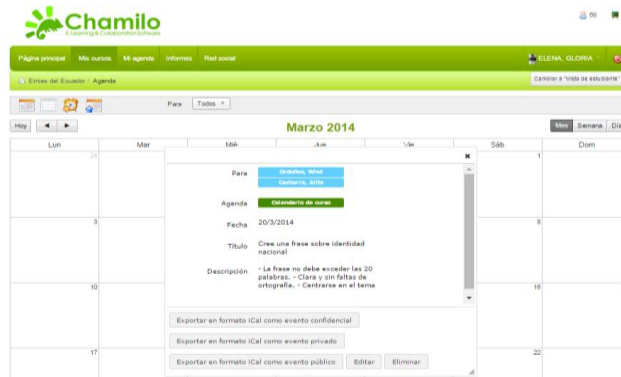 Chamilo
E-Learning & Collaboration Software
Página principal Mis cursos Mi agenda Informes Red social
ELENA, GLORIA
Etnias del Ecuador / Agenda
Cambiar a "Vista de estudiante"
Para Todos
Hoy
Marzo 2014
Mes Semana Día
Lun Mar Mié Jue Vie Sáb Dom
24 1
Para
Agenda Calendario de curso
Fecha 20/3/2014
Título Cree una frase sobre identidad
nacional
Descripción - La frase no debe exceder las 20
palabras. - Clara y sin faltas de
ortografía. - Centrarse en el tema
3 8
10 15
Exportar en formato iCal como evento confidencial
Exportar en formato iCal como evento privado
Exportar en formato iCal como evento público Editar Eliminar
17 22